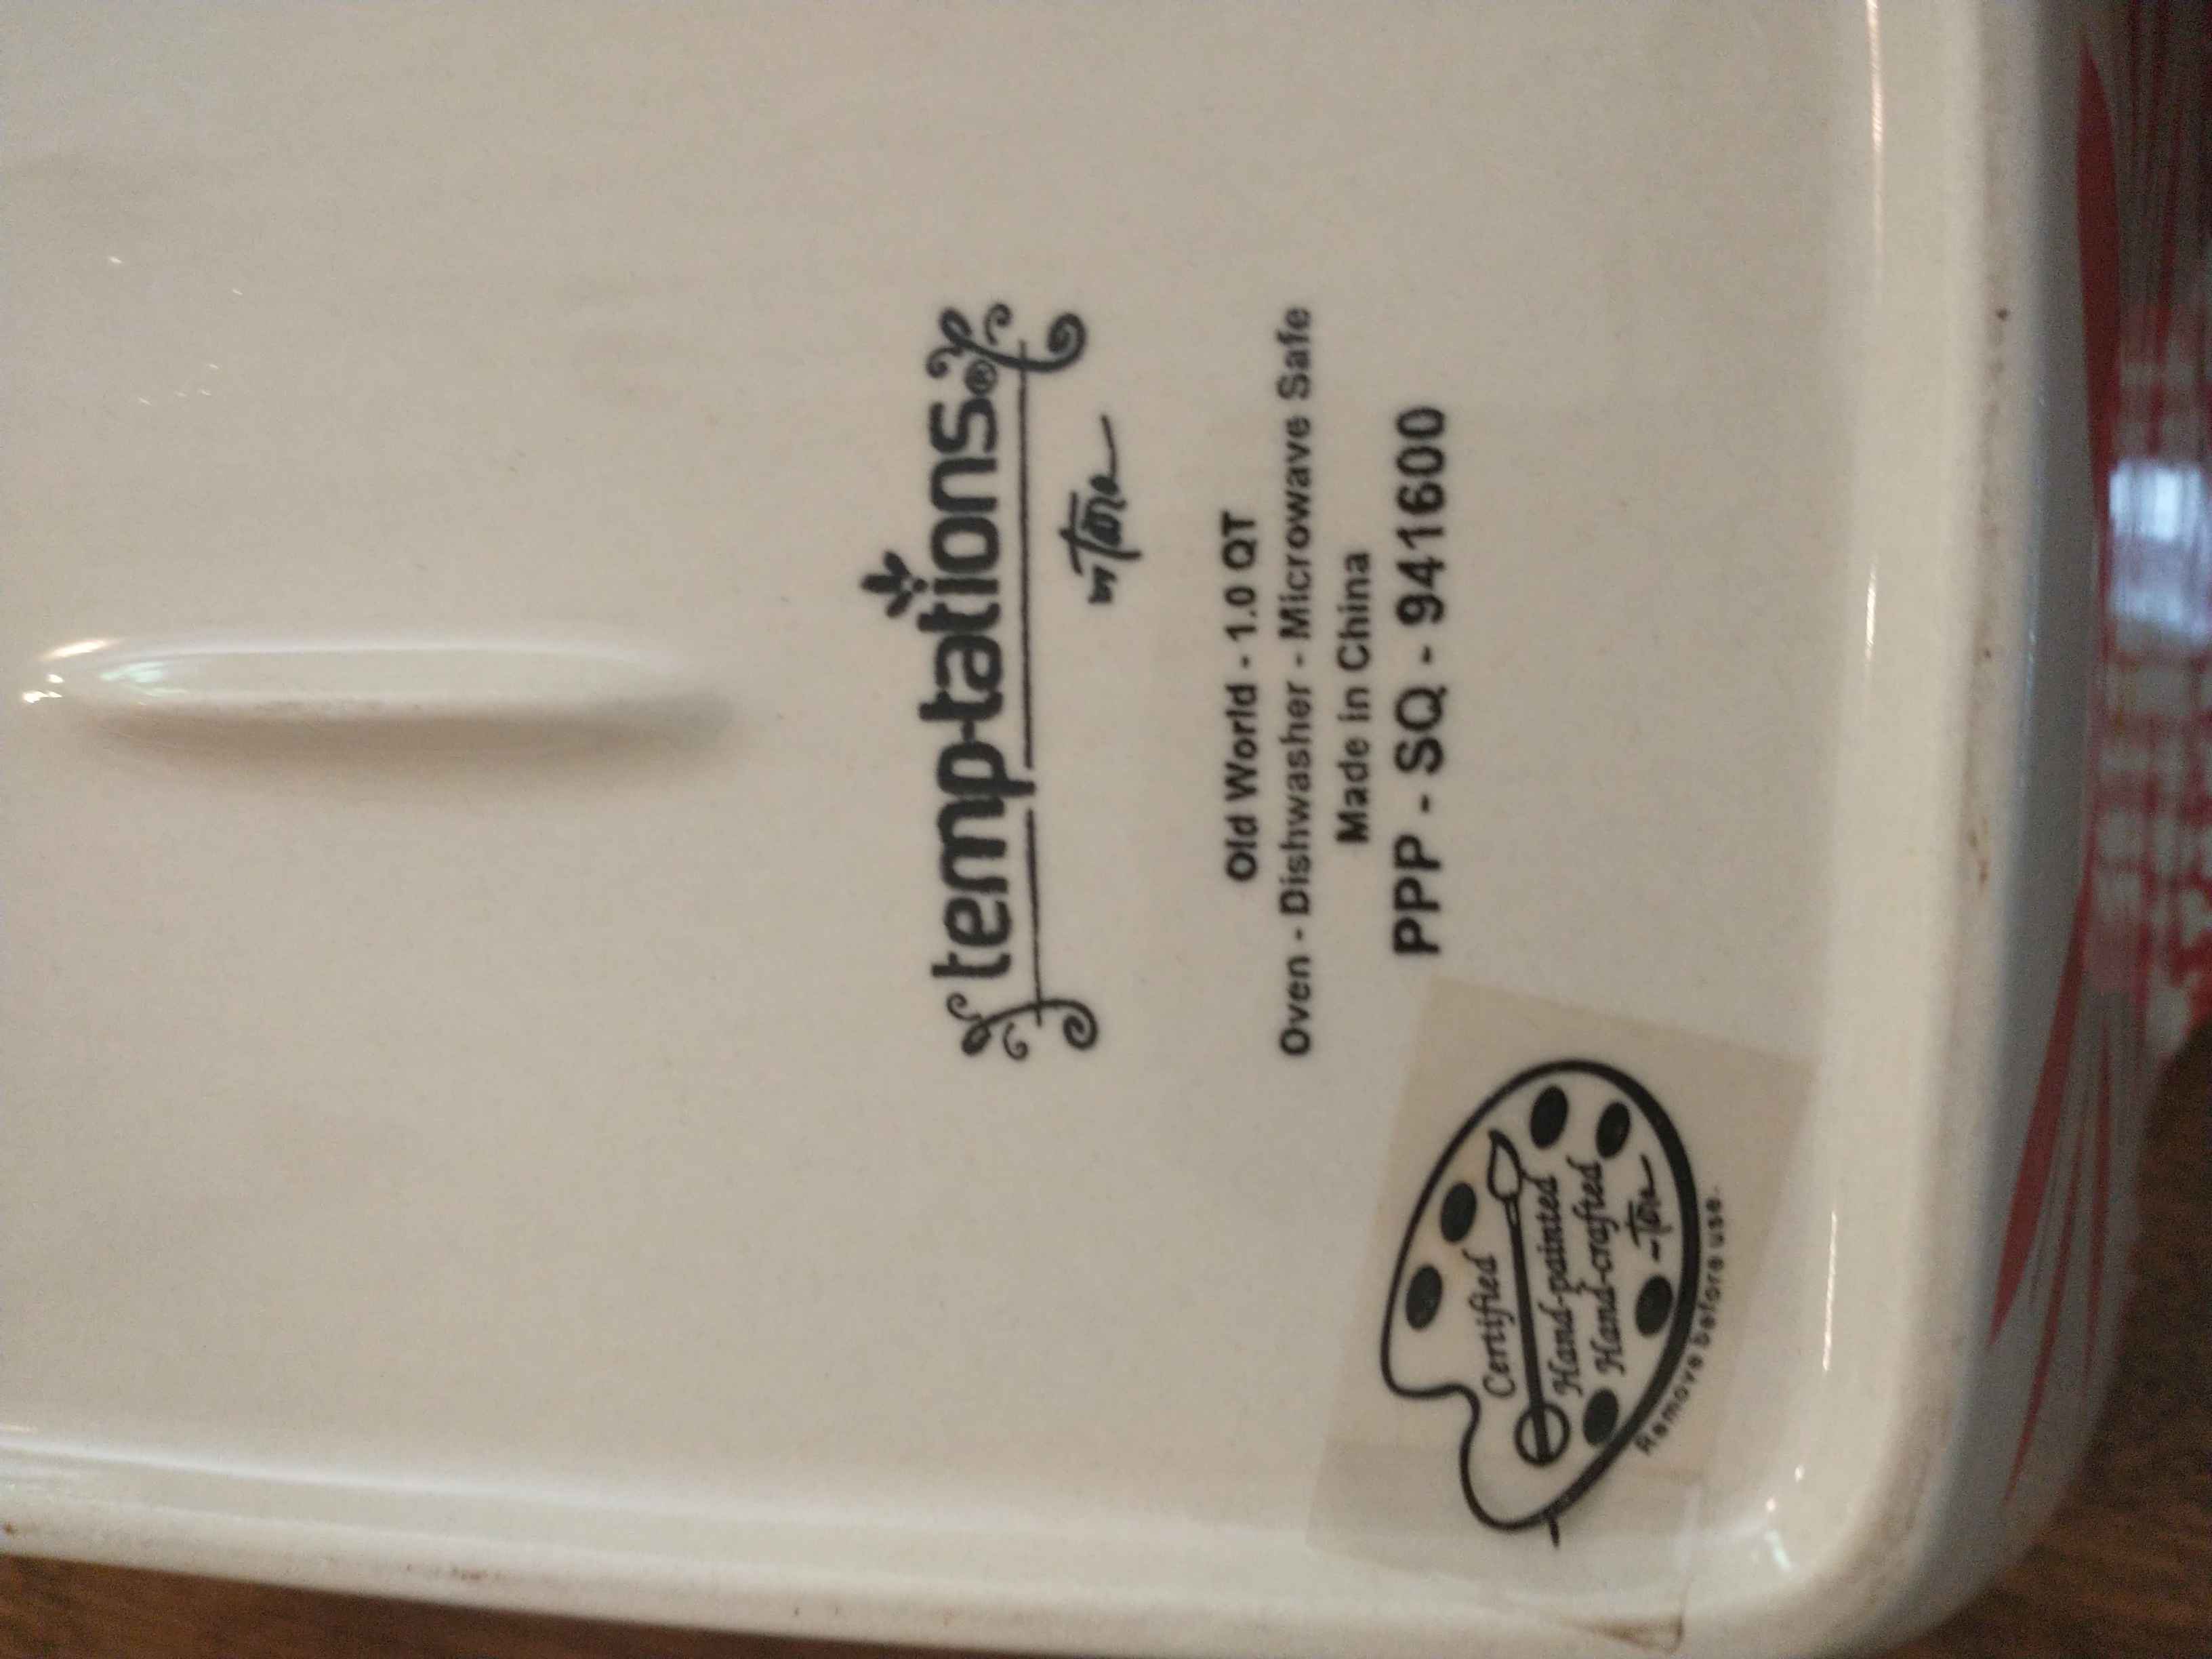 temp-tations®
by Tara
Old World - 1.0 QT
Oven - Dishwasher - Microwave Safe
Made in China
PPP - SQ - 941600
Certified
Hand-painted
Hand-crafted
-Tara
Remove before use.